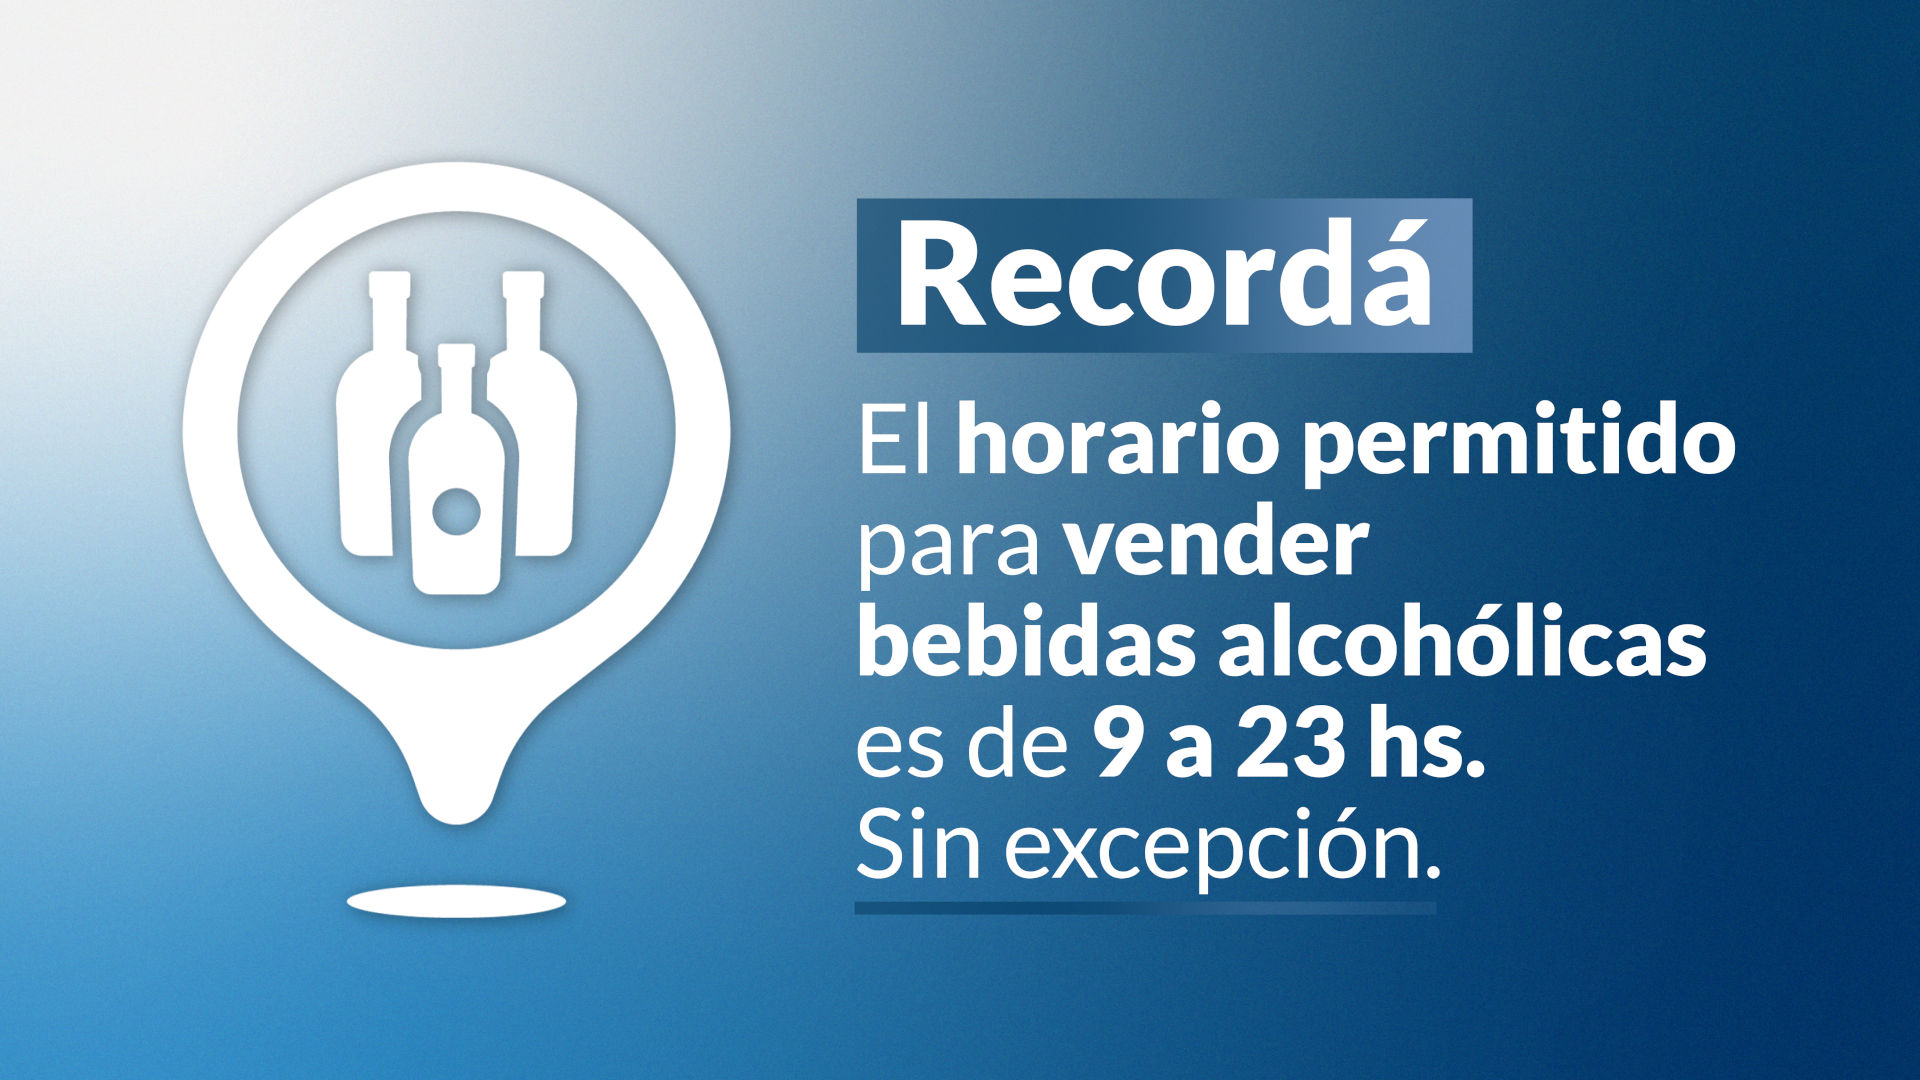 Recordá
El horario permitido
para vender
bebidas alcohólicas
es de 9 a 23 hs.
Sin excepción.